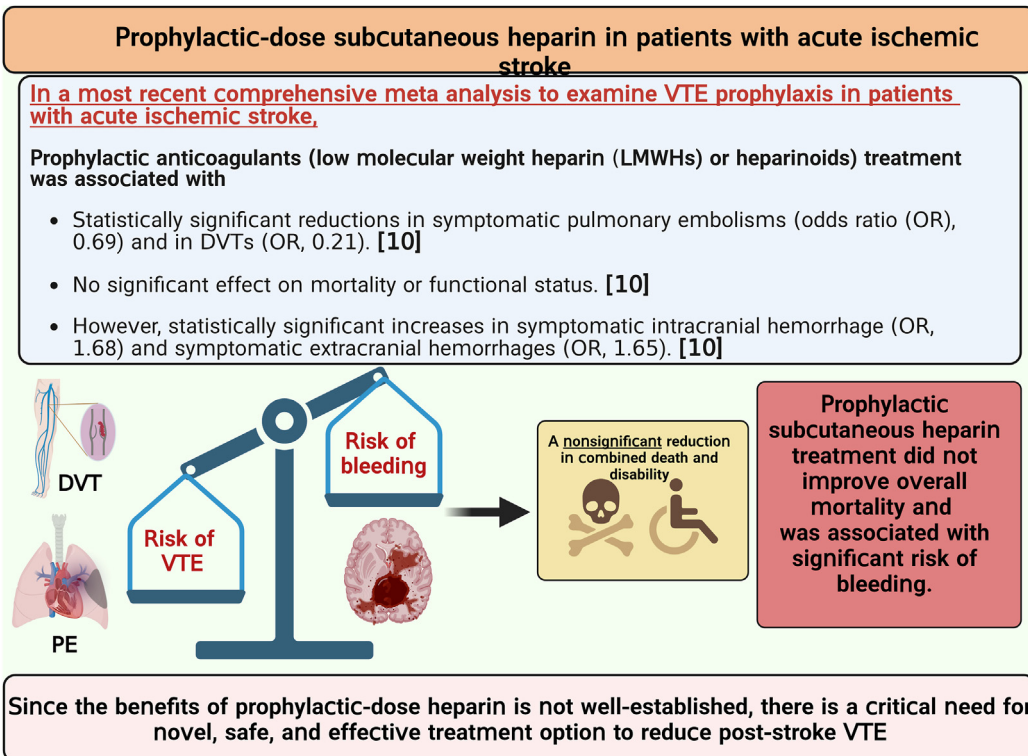 Prophylactic-dose subcutaneous heparin in patients with acute ischemic
stroke
In a most recent comprehensive meta analysis to examine VTE prophylaxis in patients
with acute ischemic stroke,
Prophylactic anticoagulants (low molecular weight heparin (LMWHs) or heparinoids) treatment
was associated with
• Statistically significant reductions in symptomatic pulmonary embolisms (odds ratio (OR),
0.69) and in DVTs (OR, 0.21). [10]
• No significant effect on mortality or functional status. [10]
• However, statistically significant increases in symptomatic intracranial hemorrhage (OR,
1.68) and symptomatic extracranial hemorrhages (OR, 1.65). [10]
DVT
PE
Risk of
VTE
Risk of
bleeding
A nonsignificant reduction
in combined death and
disability
Prophylactic
subcutaneous heparin
treatment did not
improve overall
mortality and
was associated with
significant risk of
bleeding.
Since the benefits of prophylactic-dose heparin is not well-established, there is a critical need for
novel, safe, and effective treatment option to reduce post-stroke VTE